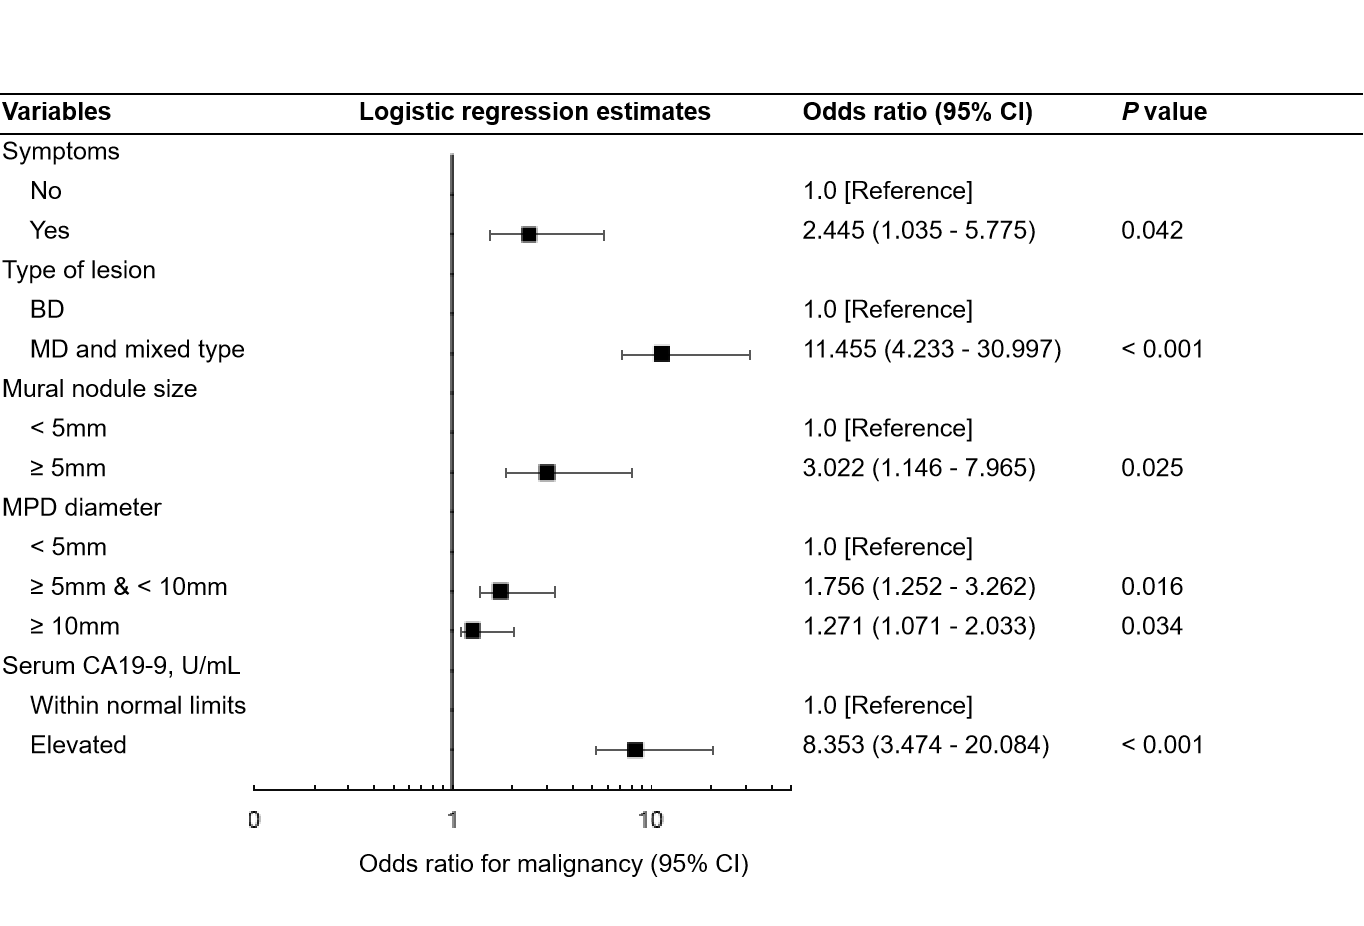 Variables Logistic regression estimates Odds ratio (95% CI) P value
Symptoms
No 1.0 [Reference]
Yes 2.445 (1.035 - 5.775) 0.042
Type of lesion
BD 1.0 [Reference]
MD and mixed type 11.455 (4.233 - 30.997) < 0.001
Mural nodule size
< 5mm 1.0 [Reference]
≥ 5mm 3.022 (1.146 - 7.965) 0.025
MPD diameter
< 5mm 1.0 [Reference]
≥ 5mm & < 10mm 1.756 (1.252 - 3.262) 0.016
≥ 10mm 1.271 (1.071 - 2.033) 0.034
Serum CA19-9, U/mL
Within normal limits 1.0 [Reference]
Elevated 8.353 (3.474 - 20.084) < 0.001
0 1 10
Odds ratio for malignancy (95% CI)